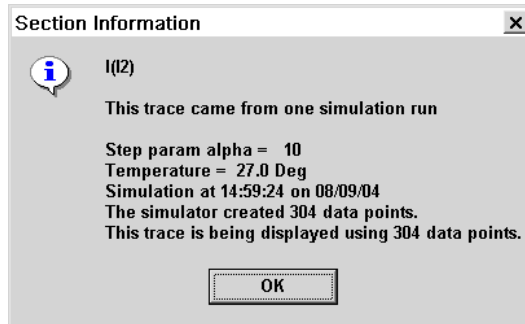 Section Information
I(I2)
This trace came from one simulation run
Step param alpha = 10
Temperature = 27.0 Deg
Simulation at 14:59:24 on 08/09/04
The simulator created 304 data points.
This trace is being displayed using 304 data points.
OK